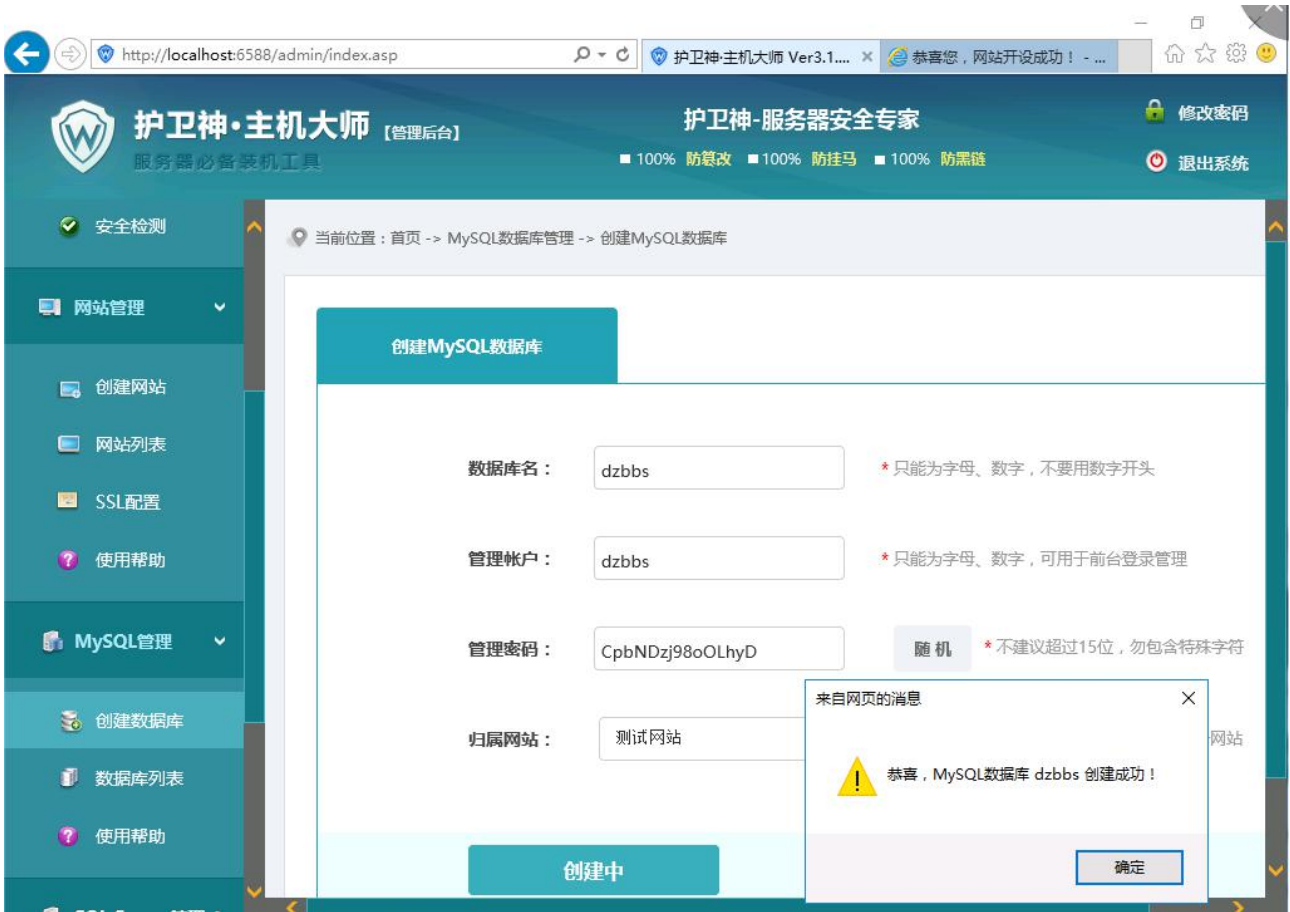 http://localhost:6588/admin/index.asp
护卫神·主机大师 Ver3.1....
恭喜您，网站开设成功！ - ...
护卫神·主机大师 【管理后台】
服务器必备装机工具
护卫神-服务器安全专家
100% 防篡改 100% 防挂马 100% 防黑链
修改密码
退出系统
安全检测
网站管理
创建网站
网站列表
SSL配置
使用帮助
MySQL管理
创建数据库
数据库列表
使用帮助
当前位置：首页 -> MySQL数据库管理 -> 创建MySQL数据库
创建MySQL数据库
数据库名： dzbbs * 只能为字母、数字，不要用数字开头
管理帐户： dzbbs * 只能为字母、数字，可用于前台登录管理
管理密码： CpbNDzj98oOLhyD 随机 * 不建议超过15位，勿包含特殊字符
归属网站： 测试网站 网站
来自网页的消息
恭喜，MySQL数据库 dzbbs 创建成功！
确定
创建中